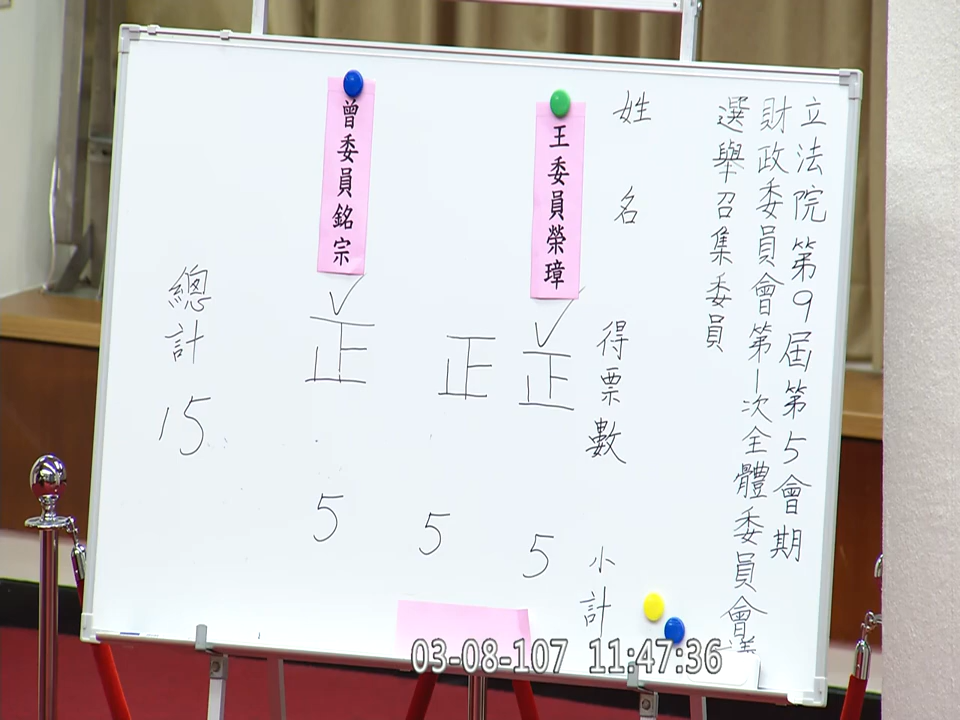 立法院第9屆第5會期
財政委員會第1次全體委員會議
選舉召集委員
姓名
得票數
小計
王委員榮璋
正
5
正
5
曾委員銘宗
正
5
總計
15
03-08-107 11:47:36